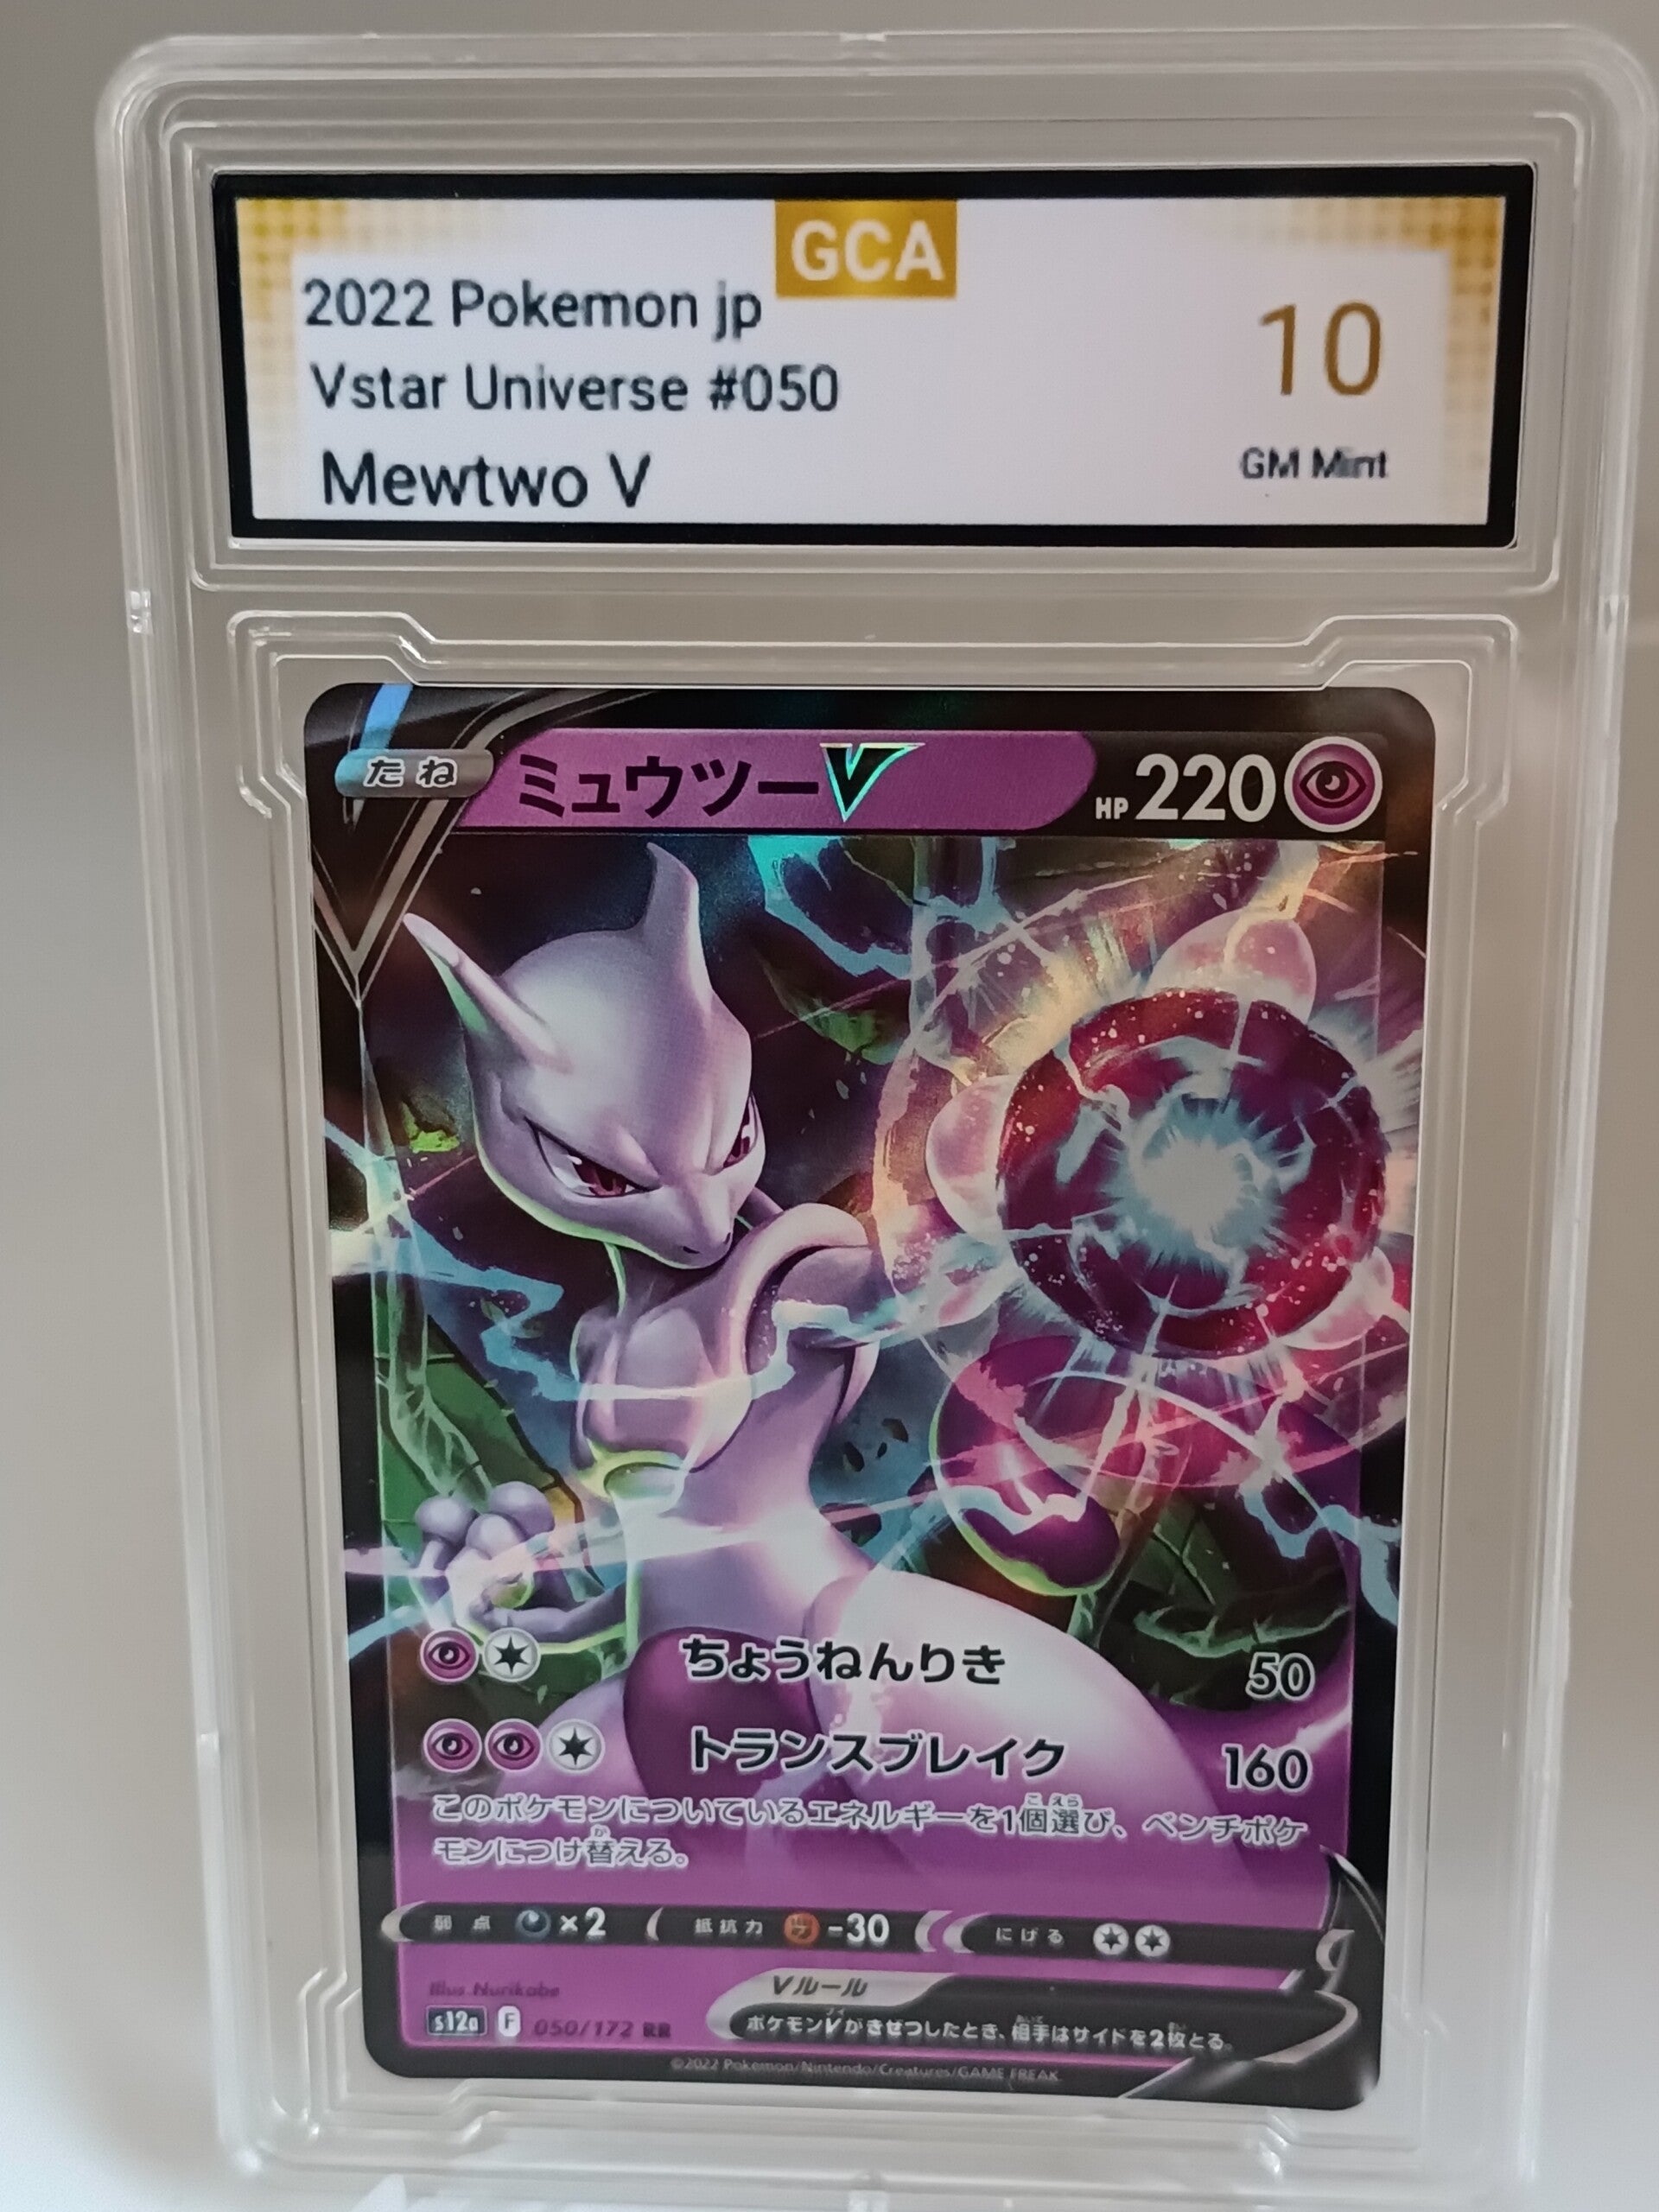 GCA
2022 Pokemon jp
Vstar Universe #050
Mewtwo V
10
GM Mint
たね ミュウツーV HP 220
ちょうねんりき 50
トランスブレイク 160
このポケモンについているエネルギーを1個選び、ベンチポケ
モンにつけ替える。
弱点 ×2 抵抗力 -30 にげる
Illus. Nurikabe
Vルール
s12a F 050/172 RR
ポケモンVがきぜつしたとき、相手はサイドを2枚とる。
©2022 Pokémon/Nintendo/Creatures/GAME FREAK.